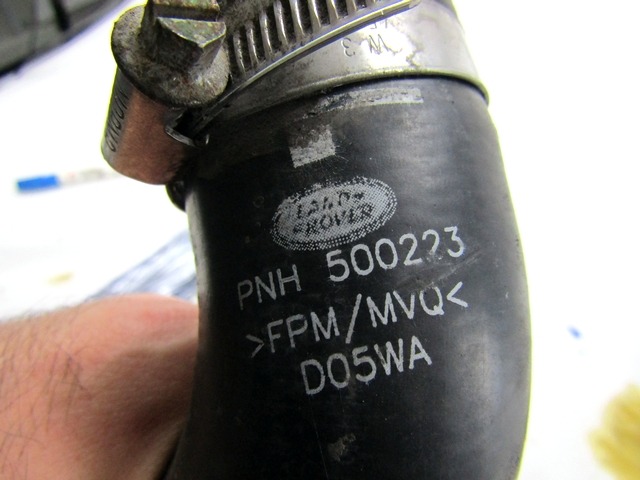 LAND
ROVER
PNH 500223
>FPM/MVQ<
D05WA